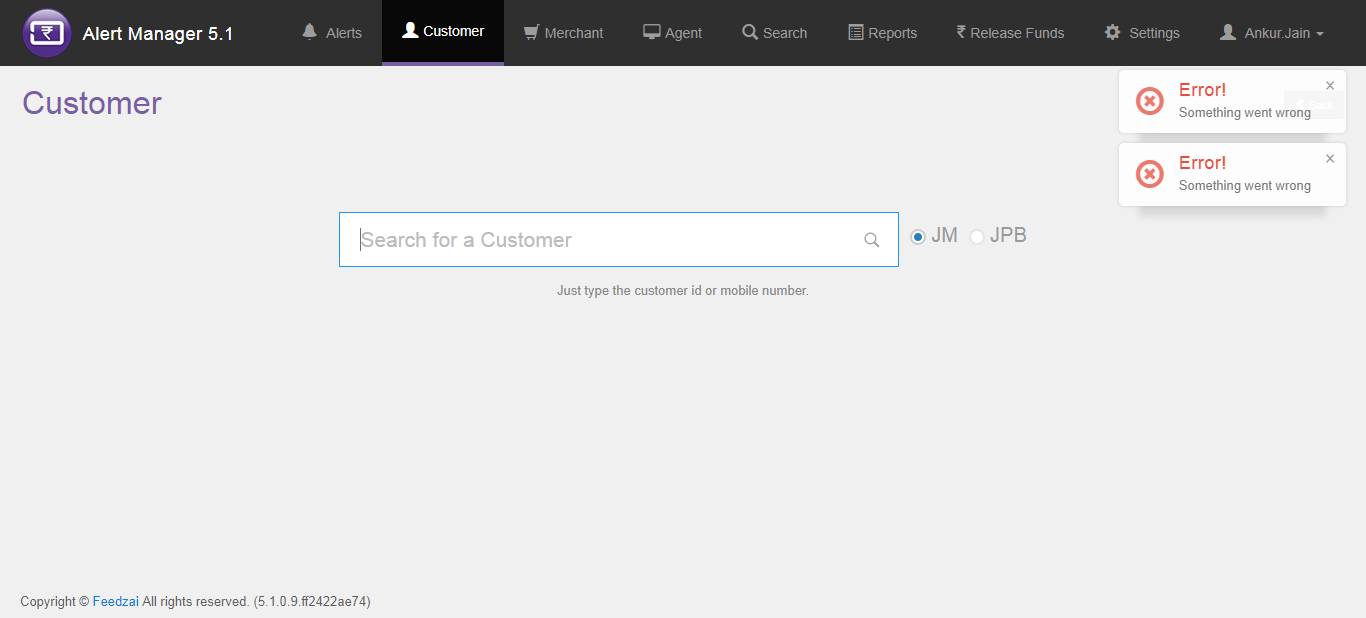 Alert Manager 5.1
Alerts
Customer
Merchant
Agent
Search
Reports
₹ Release Funds
Settings
Ankur.Jain
Customer
Error!
Something went wrong
×
Error!
Something went wrong
×
Search for a Customer
JM
JPB
Just type the customer id or mobile number.
Copyright © Feedzai All rights reserved. (5.1.0.9.ff2422ae74)